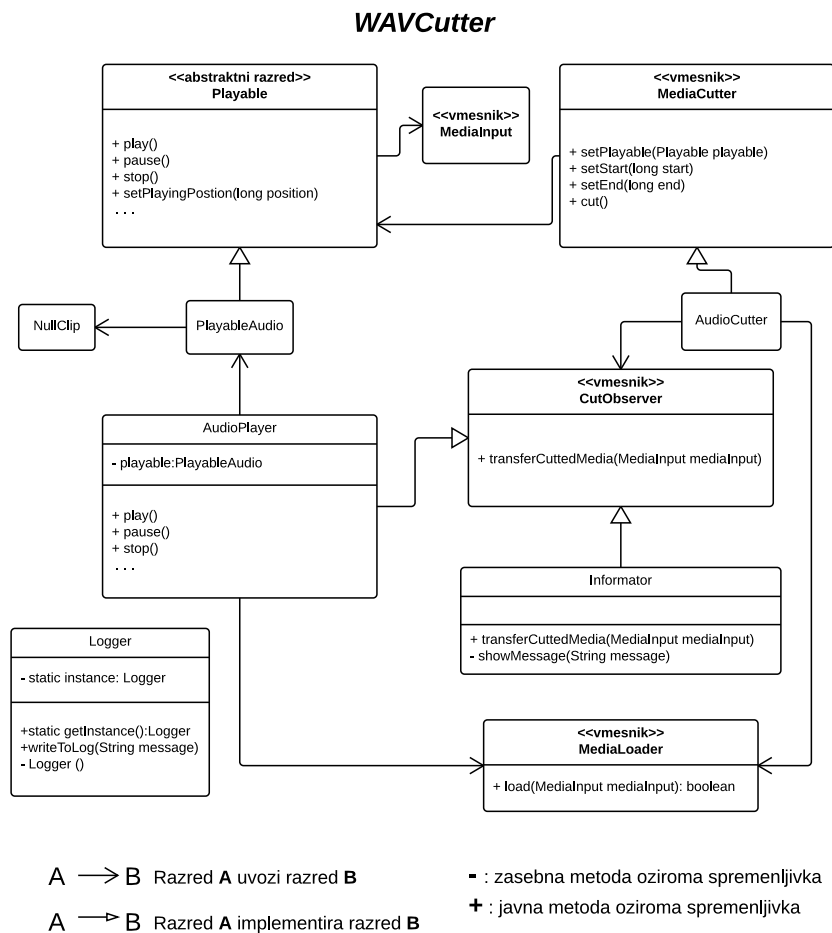 WAVCutter
<<abstraktni razred>>
Playable
+ play()
+ pause()
+ stop()
+ setPlayingPostion(long position)
. . .
<<vmesnik>>
MediaInput
<<vmesnik>>
MediaCutter
+ setPlayable(Playable playable)
+ setStart(long start)
+ setEnd(long end)
+ cut()
NullClip
PlayableAudio
AudioCutter
<<vmesnik>>
CutObserver
+ transferCuttedMedia(MediaInput mediaInput)
AudioPlayer
- playable:PlayableAudio
+ play()
+ pause()
+ stop()
. . .
Informator
+ transferCuttedMedia(MediaInput mediaInput)
- showMessage(String message)
Logger
- static instance: Logger
+static getInstance():Logger
+writeToLog(String message)
- Logger ()
<<vmesnik>>
MediaLoader
+ load(MediaInput mediaInput): boolean
A B Razred A uvozi razred B
A B Razred A implementira razred B
- : zasebna metoda oziroma spremenljivka
+ : javna metoda oziroma spremenljivka